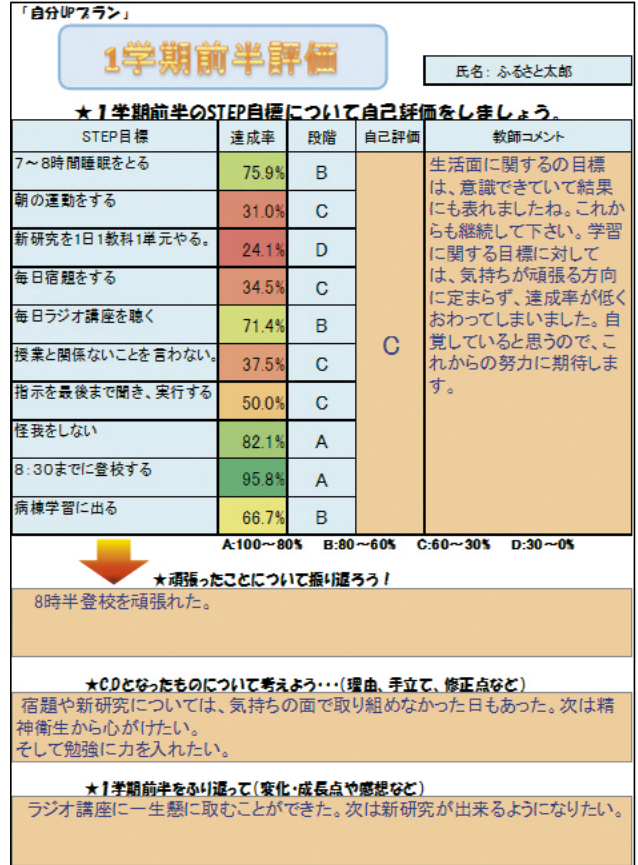 「自分UPプラン」
1学期前半評価
氏名: ふるさと太郎
★1学期前半のSTEP目標について自己評価をしましょう。
STEP目標 達成率 段階 自己評価 教師コメント
7～8時間睡眠をとる 75.9% B
朝の運動をする 31.0% C
新研究を1日1教科1単元やる。 24.1% D
毎日宿題をする 34.5% C
毎日ラジオ講座を聴く 71.4% B
授業と関係ないことを言わない。 37.5% C
指示を最後まで聞き、実行する 50.0% C
怪我をしない 82.1% A
8:30までに登校する 95.8% A
病棟学習に出る 66.7% B
C
生活面に関するの目標
は、意識できていて結果
にも表れましたね。これか
らも継続して下さい。学習
に関する目標に対して
は、気持ちが頑張る方向
に定まらず、達成率が低く
おわってしまいました。自
覚していると思うので、こ
れからの努力に期待しま
す。
A:100～80% B:80～60% C:60～30% D:30～0%
★頑張ったことについて振り返ろう！
8時半登校を頑張れた。
★C,Dとなったものについて考えよう・・・(理由、手立て、修正点など)
宿題や新研究については、気持ちの面で取り組めなかった日もあった。次は精
神衛生から心がけたい。
そして勉強に力を入れたい。
★1学期前半をふり返って(変化・成長点や感想など)
ラジオ講座に一生懸に取むことができた。次は新研究が出来るようになりたい。